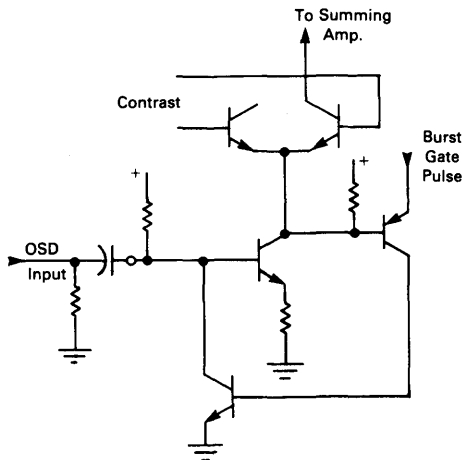 To Summing
Amp.
Contrast
Burst
Gate
Pulse
+
+
OSD
Input